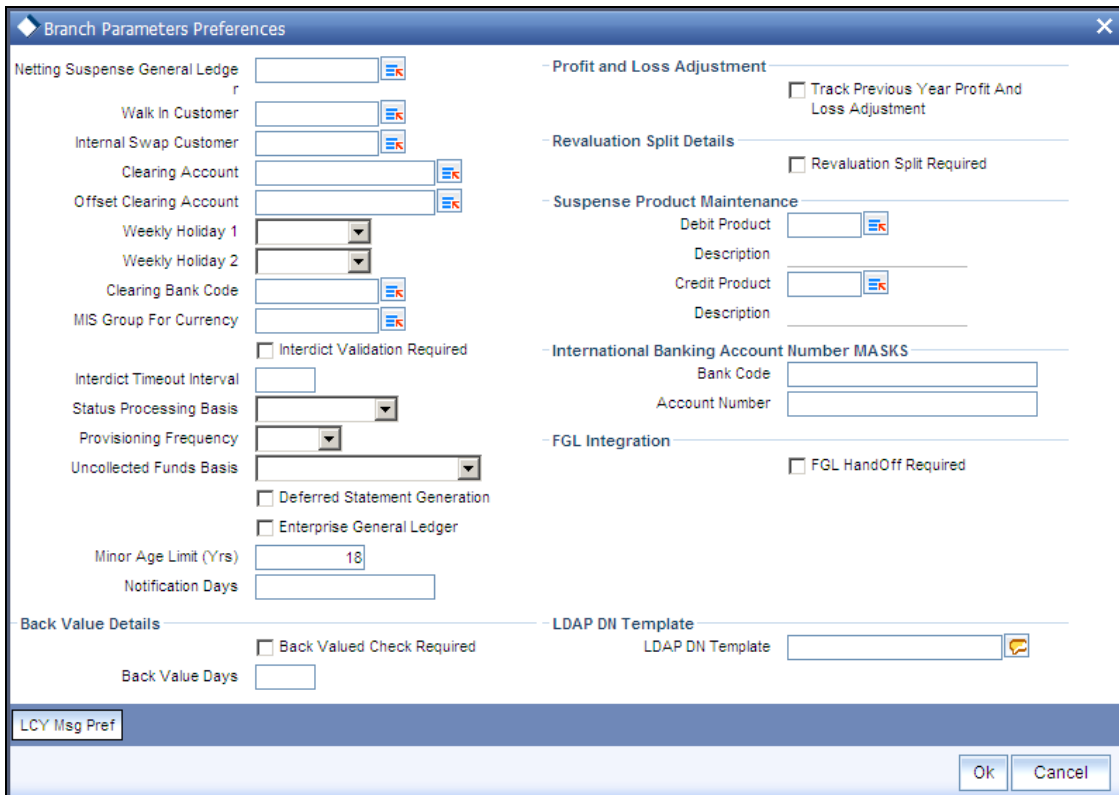 Branch Parameters Preferences
Netting Suspense General Ledge
r
Walk In Customer
Internal Swap Customer
Clearing Account
Offset Clearing Account
Weekly Holiday 1
Weekly Holiday 2
Clearing Bank Code
MIS Group For Currency
Interdict Validation Required
Interdict Timeout Interval
Status Processing Basis
Provisioning Frequency
Uncollected Funds Basis
Deferred Statement Generation
Enterprise General Ledger
Minor Age Limit (Yrs) 18
Notification Days
Back Value Details
Back Valued Check Required
Back Value Days
Profit and Loss Adjustment
Track Previous Year Profit And
Loss Adjustment
Revaluation Split Details
Revaluation Split Required
Suspense Product Maintenance
Debit Product
Description
Credit Product
Description
International Banking Account Number MASKS
Bank Code
Account Number
FGL Integration
FGL HandOff Required
LDAP DN Template
LDAP DN Template
LCY Msg Pref
Ok Cancel